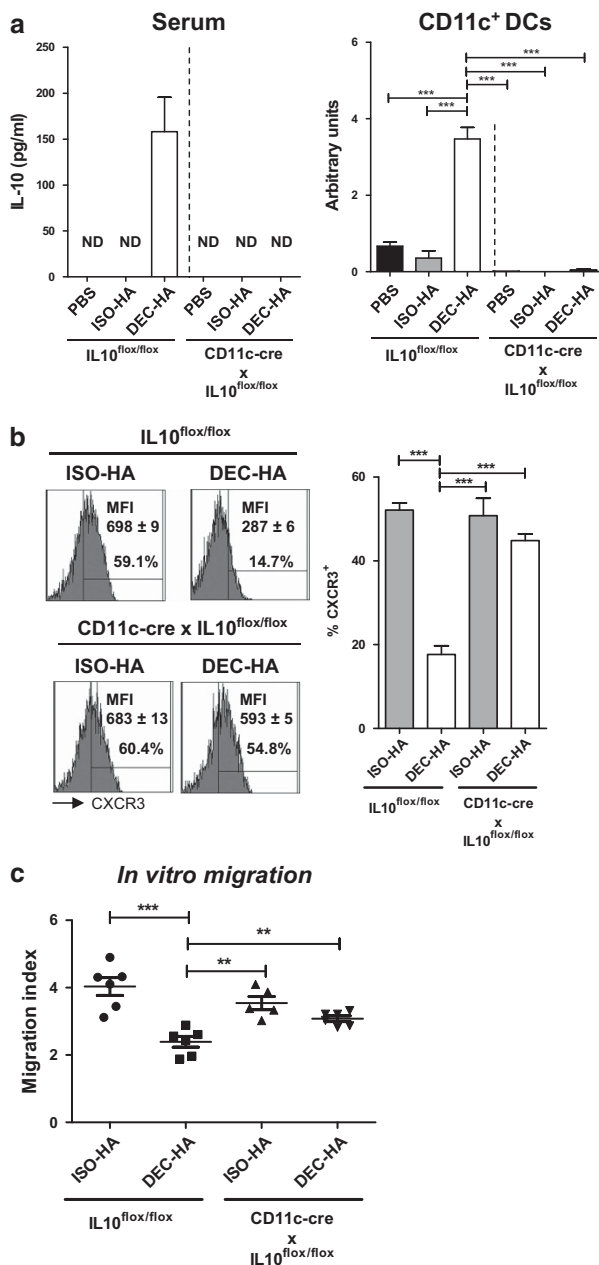 a
Serum
250
200
150
100
50
0
IL-10 (pg/ml)
ND ND ND ND ND
PBS
ISO-HA
DEC-HA
PBS
ISO-HA
DEC-HA
IL10flox/flox
CD11c-cre
x
IL10flox/flox
CD11c+ DCs
***
***
***
***
***
6
4
2
0
Arbitrary units
PBS
ISO-HA
DEC-HA
PBS
ISO-HA
DEC-HA
IL10flox/flox
CD11c-cre
x
IL10flox/flox
b
IL10flox/flox
ISO-HA DEC-HA
MFI
698 ± 9
59.1%
MFI
287 ± 6
14.7%
CD11c-cre x IL10flox/flox
ISO-HA DEC-HA
MFI
683 ± 13
60.4%
MFI
593 ± 5
54.8%
CXCR3
***
***
***
60
40
20
0
% CXCR3+
ISO-HA
DEC-HA
ISO-HA
DEC-HA
IL10flox/flox
CD11c-cre
x
IL10flox/flox
c
In vitro migration
***
**
**
6
4
2
0
Migration index
ISO-HA
DEC-HA
ISO-HA
DEC-HA
IL10flox/flox
CD11c-cre
x
IL10flox/flox